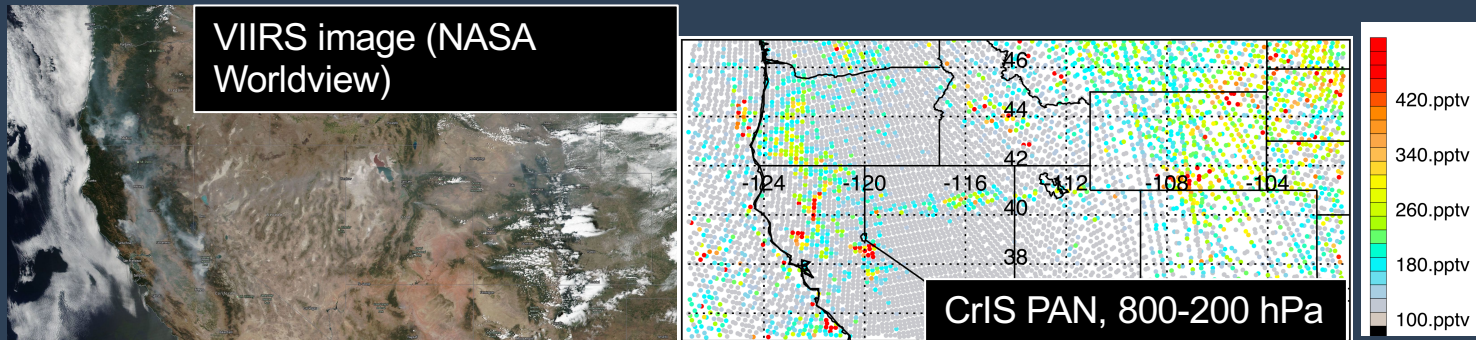 VIIRS image (NASA
Worldview)
46
44
42
-124 -120 -116 -112 -108 -104
40
38
CrIS PAN, 800-200 hPa
420.pptv
340.pptv
260.pptv
180.pptv
100.pptv